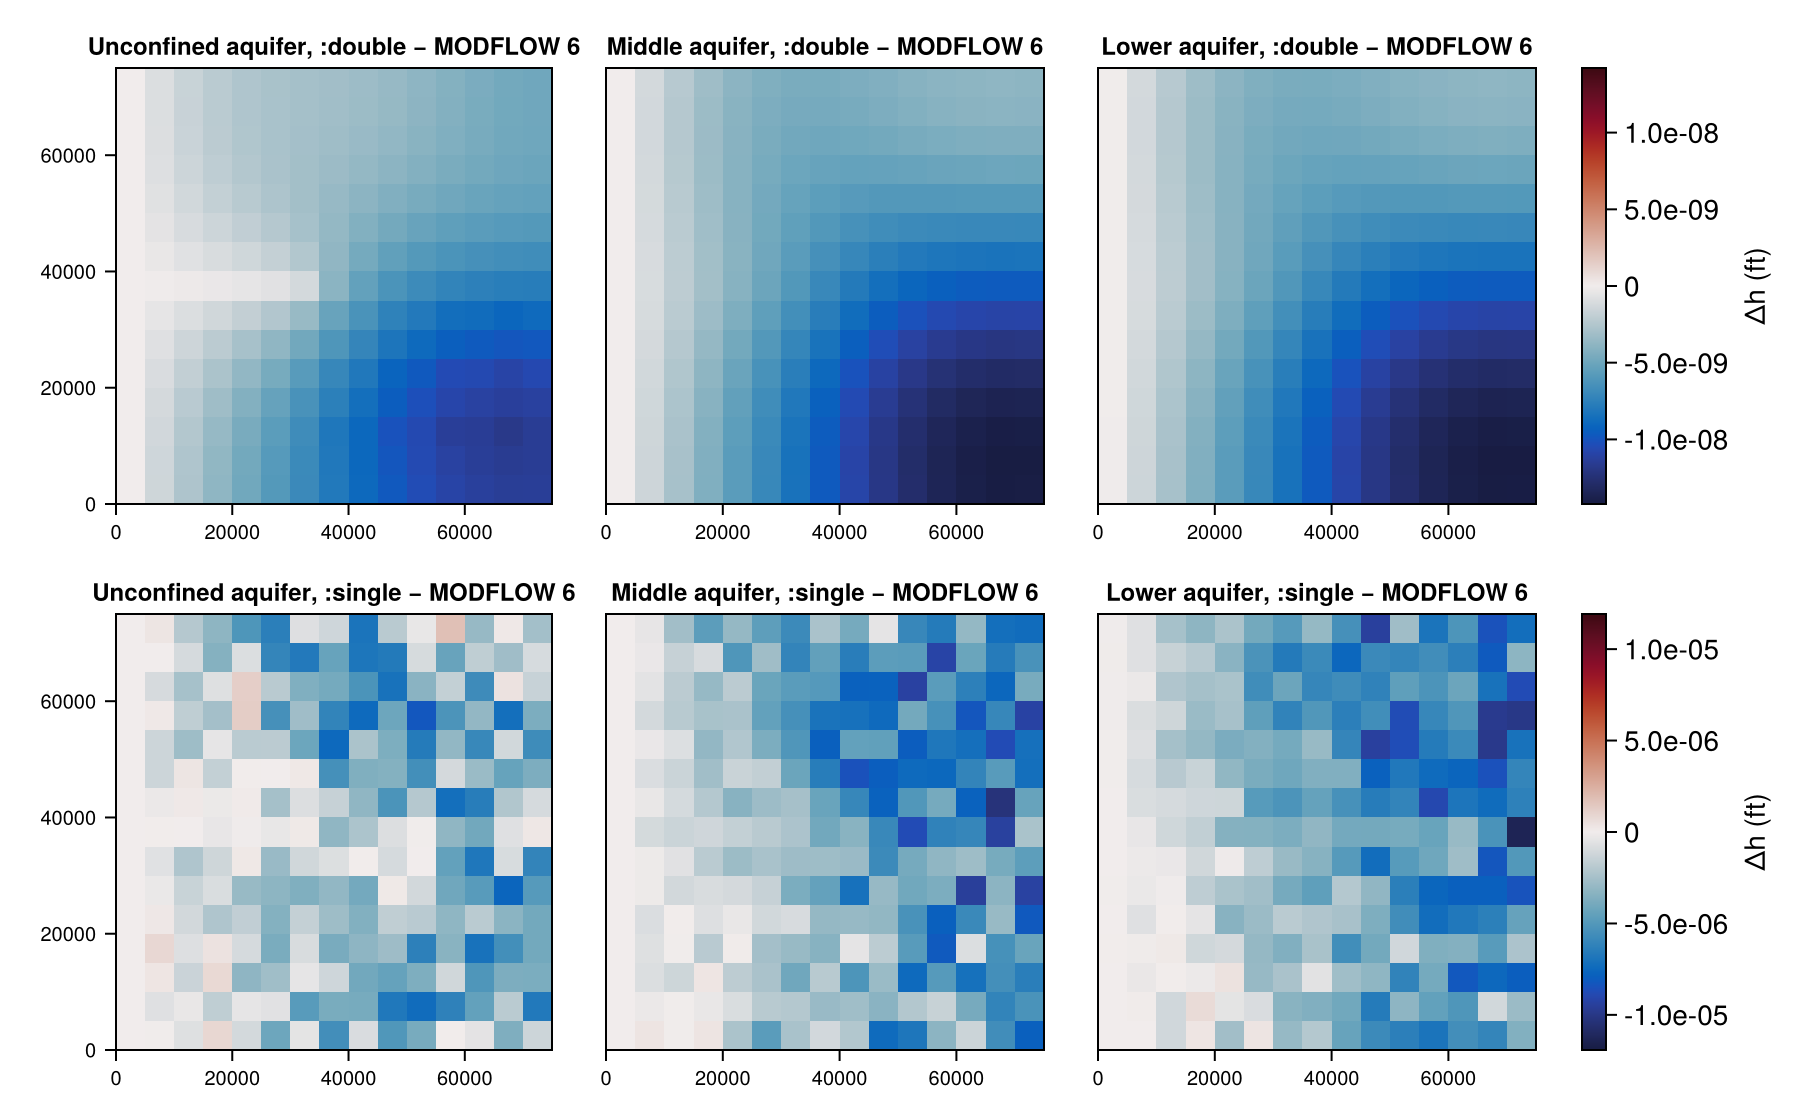 Unconfined aquifer, :double − MODFLOW 6
Middle aquifer, :double − MODFLOW 6
Lower aquifer, :double − MODFLOW 6
60000
40000
20000
0
0 20000 40000 60000
0 20000 40000 60000
0 20000 40000 60000
1.0e-08
5.0e-09
0
-5.0e-09
-1.0e-08
Δh (ft)
Unconfined aquifer, :single − MODFLOW 6
Middle aquifer, :single − MODFLOW 6
Lower aquifer, :single − MODFLOW 6
60000
40000
20000
0
0 20000 40000 60000
0 20000 40000 60000
0 20000 40000 60000
1.0e-05
5.0e-06
0
-5.0e-06
-1.0e-05
Δh (ft)